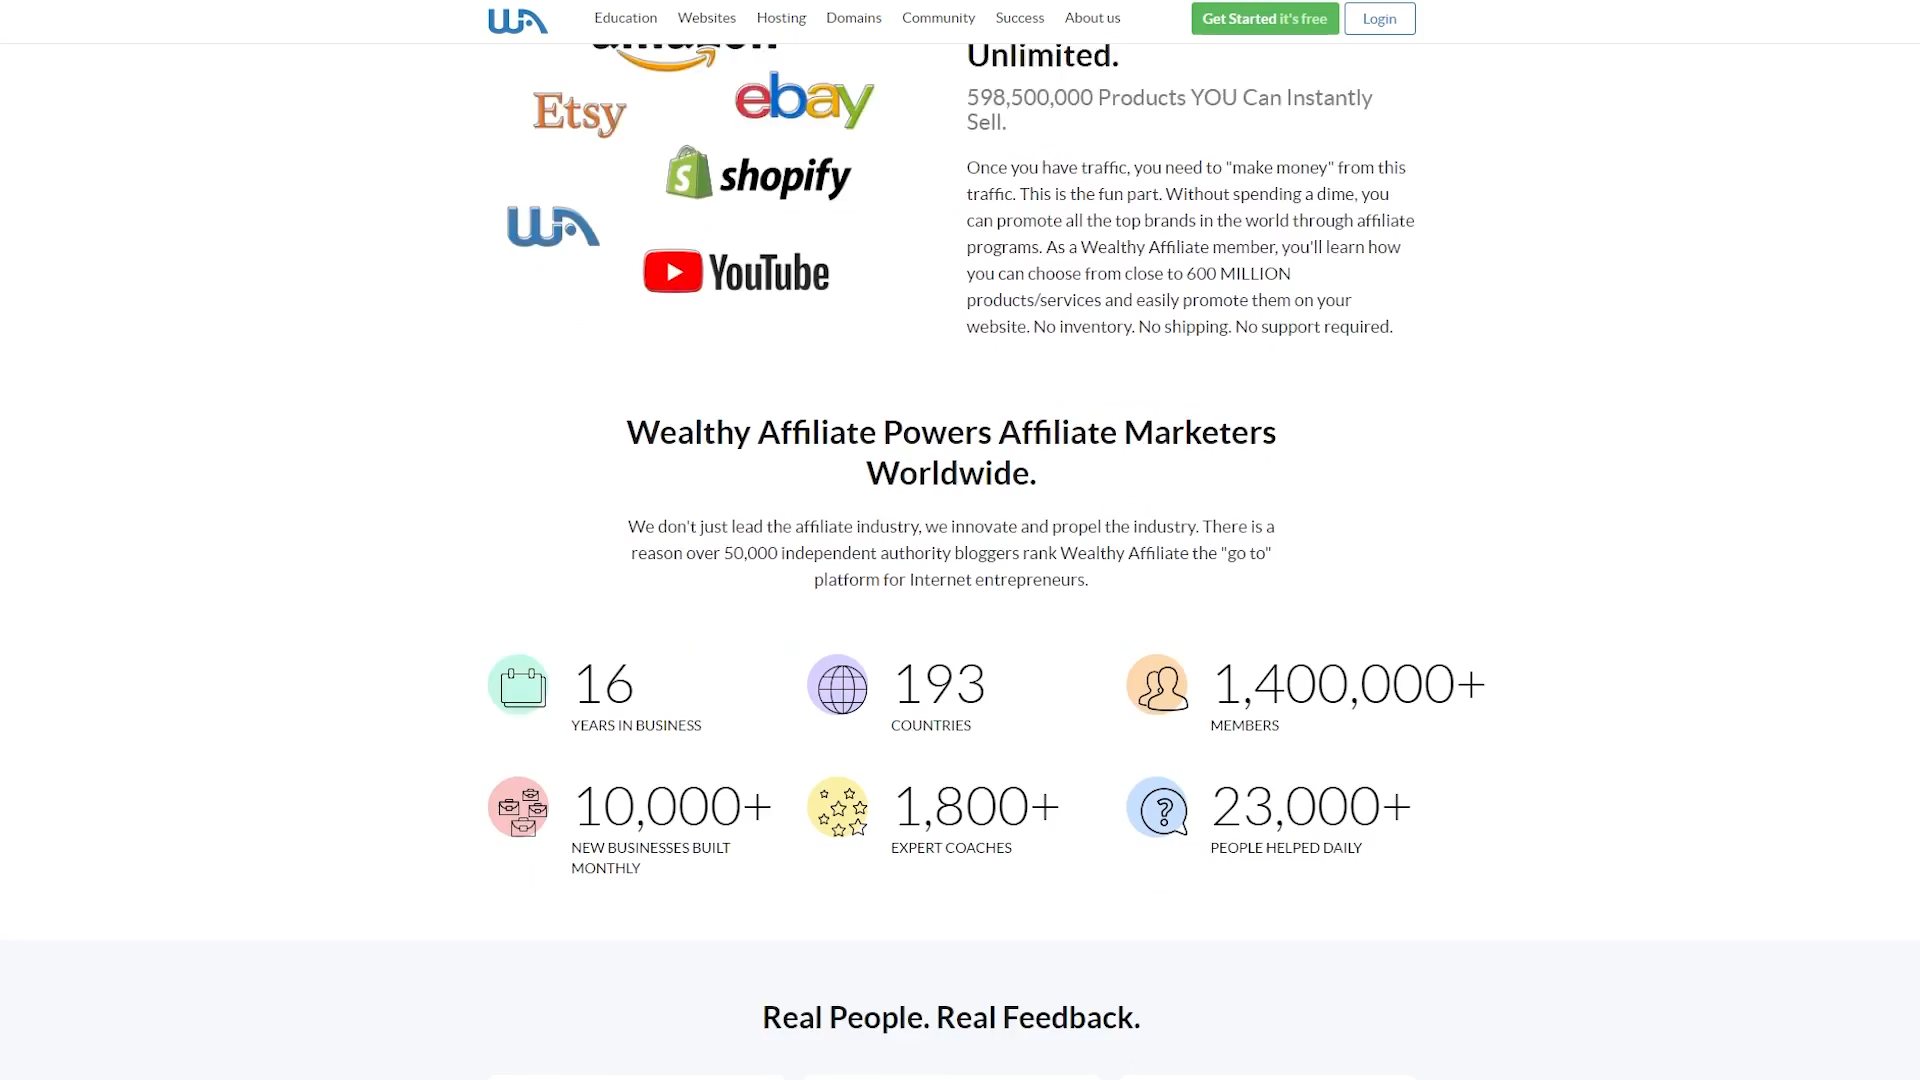 WA
Education Websites Hosting Domains Community Success About us Get Started it's free Login
amazon
Unlimited.
598,500,000 Products YOU Can Instantly
Sell.
Etsy
ebay
shopify
WA
YouTube
Once you have traffic, you need to "make money" from this
traffic. This is the fun part. Without spending a dime, you
can promote all the top brands in the world through affiliate
programs. As a Wealthy Affiliate member, you'll learn how
you can choose from close to 600 MILLION
products/services and easily promote them on your
website. No inventory. No shipping. No support required.
Wealthy Affiliate Powers Affiliate Marketers
Worldwide.
We don't just lead the affiliate industry, we innovate and propel the industry. There is a
reason over 50,000 independent authority bloggers rank Wealthy Affiliate the "go to"
platform for Internet entrepreneurs.
16
YEARS IN BUSINESS
193
COUNTRIES
1,400,000+
MEMBERS
10,000+
NEW BUSINESSES BUILT
MONTHLY
1,800+
EXPERT COACHES
23,000+
PEOPLE HELPED DAILY
Real People. Real Feedback.